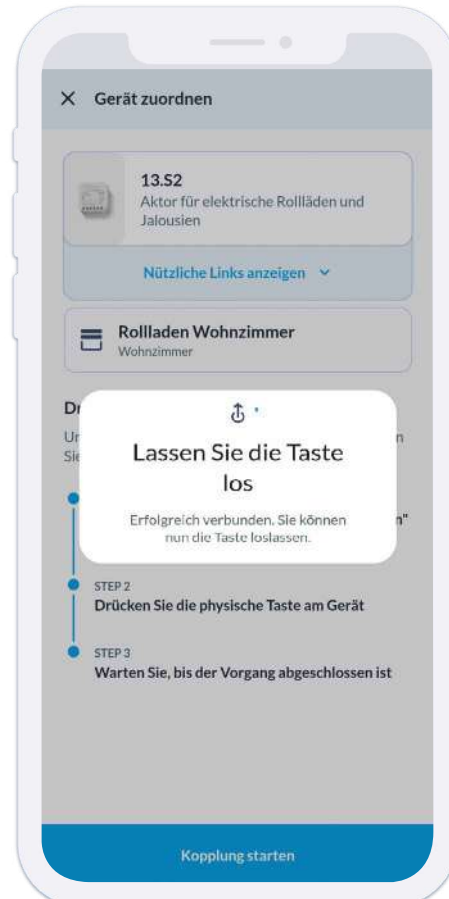 Gerät zuordnen
13.S2
Aktor für elektrische Rollläden und
Jalousien
Nützliche Links anzeigen
Rollladen Wohnzimmer
Wohnzimmer
Lassen Sie die Taste
los
Erfolgreich verbunden. Sie können
nun die Taste loslassen.
STEP 2
Drücken Sie die physische Taste am Gerät
STEP 3
Warten Sie, bis der Vorgang abgeschlossen ist
Kopplung starten